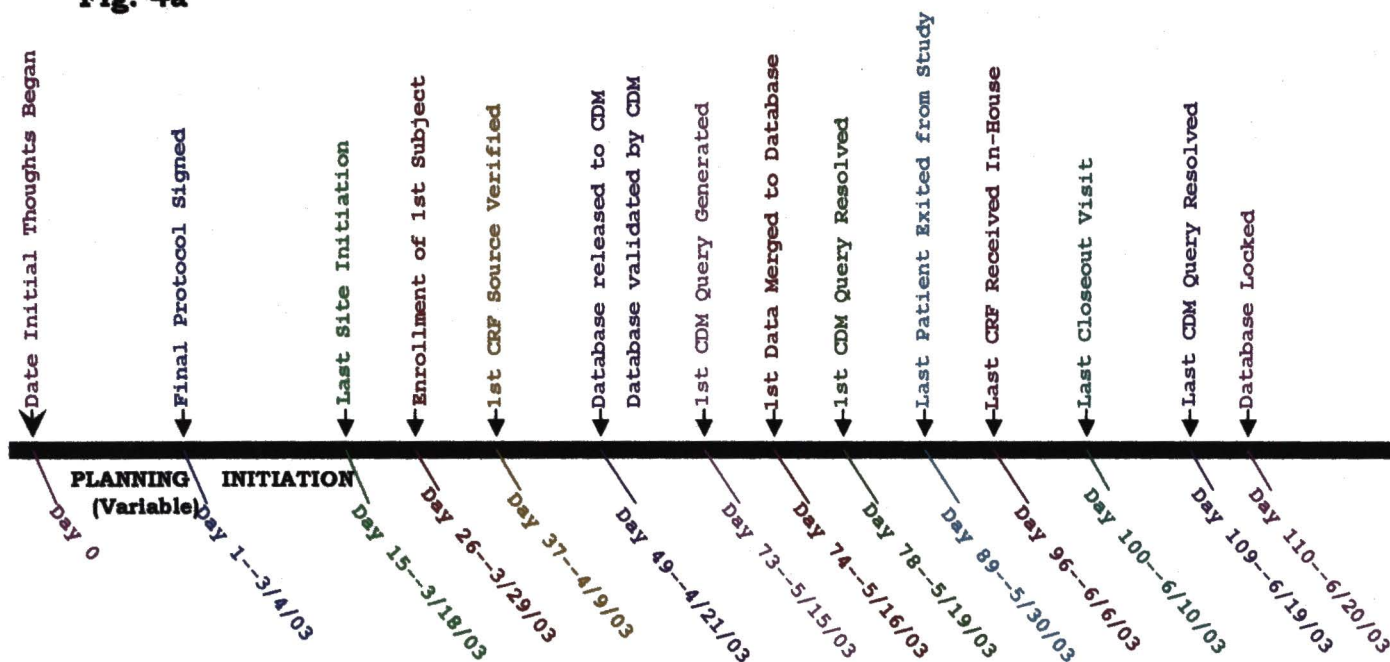 Fig. 4a
Date Initial Thoughts Began
Final Protocol Signed
Last Site Initiation
Enrollment of 1st Subject
1st CRF Source Verified
Database released to CDM
Database validated by CDM
1st CDM Query Generated
1st Data Merged to Database
1st CDM Query Resolved
Last Patient Exited from Study
Last CRF Received In-House
Last Closeout Visit
Last CDM Query Resolved
Database Locked
PLANNING
(Variable)
INITIATION
Day 0
Day 1--3/4/03
Day 15--3/18/03
Day 26--3/29/03
Day 37--4/9/03
Day 49--4/21/03
Day 73--5/15/03
Day 74--5/16/03
Day 78--5/19/03
Day 89--5/30/03
Day 96--6/6/03
Day 100--6/10/03
Day 109--6/19/03
Day 110--6/20/03